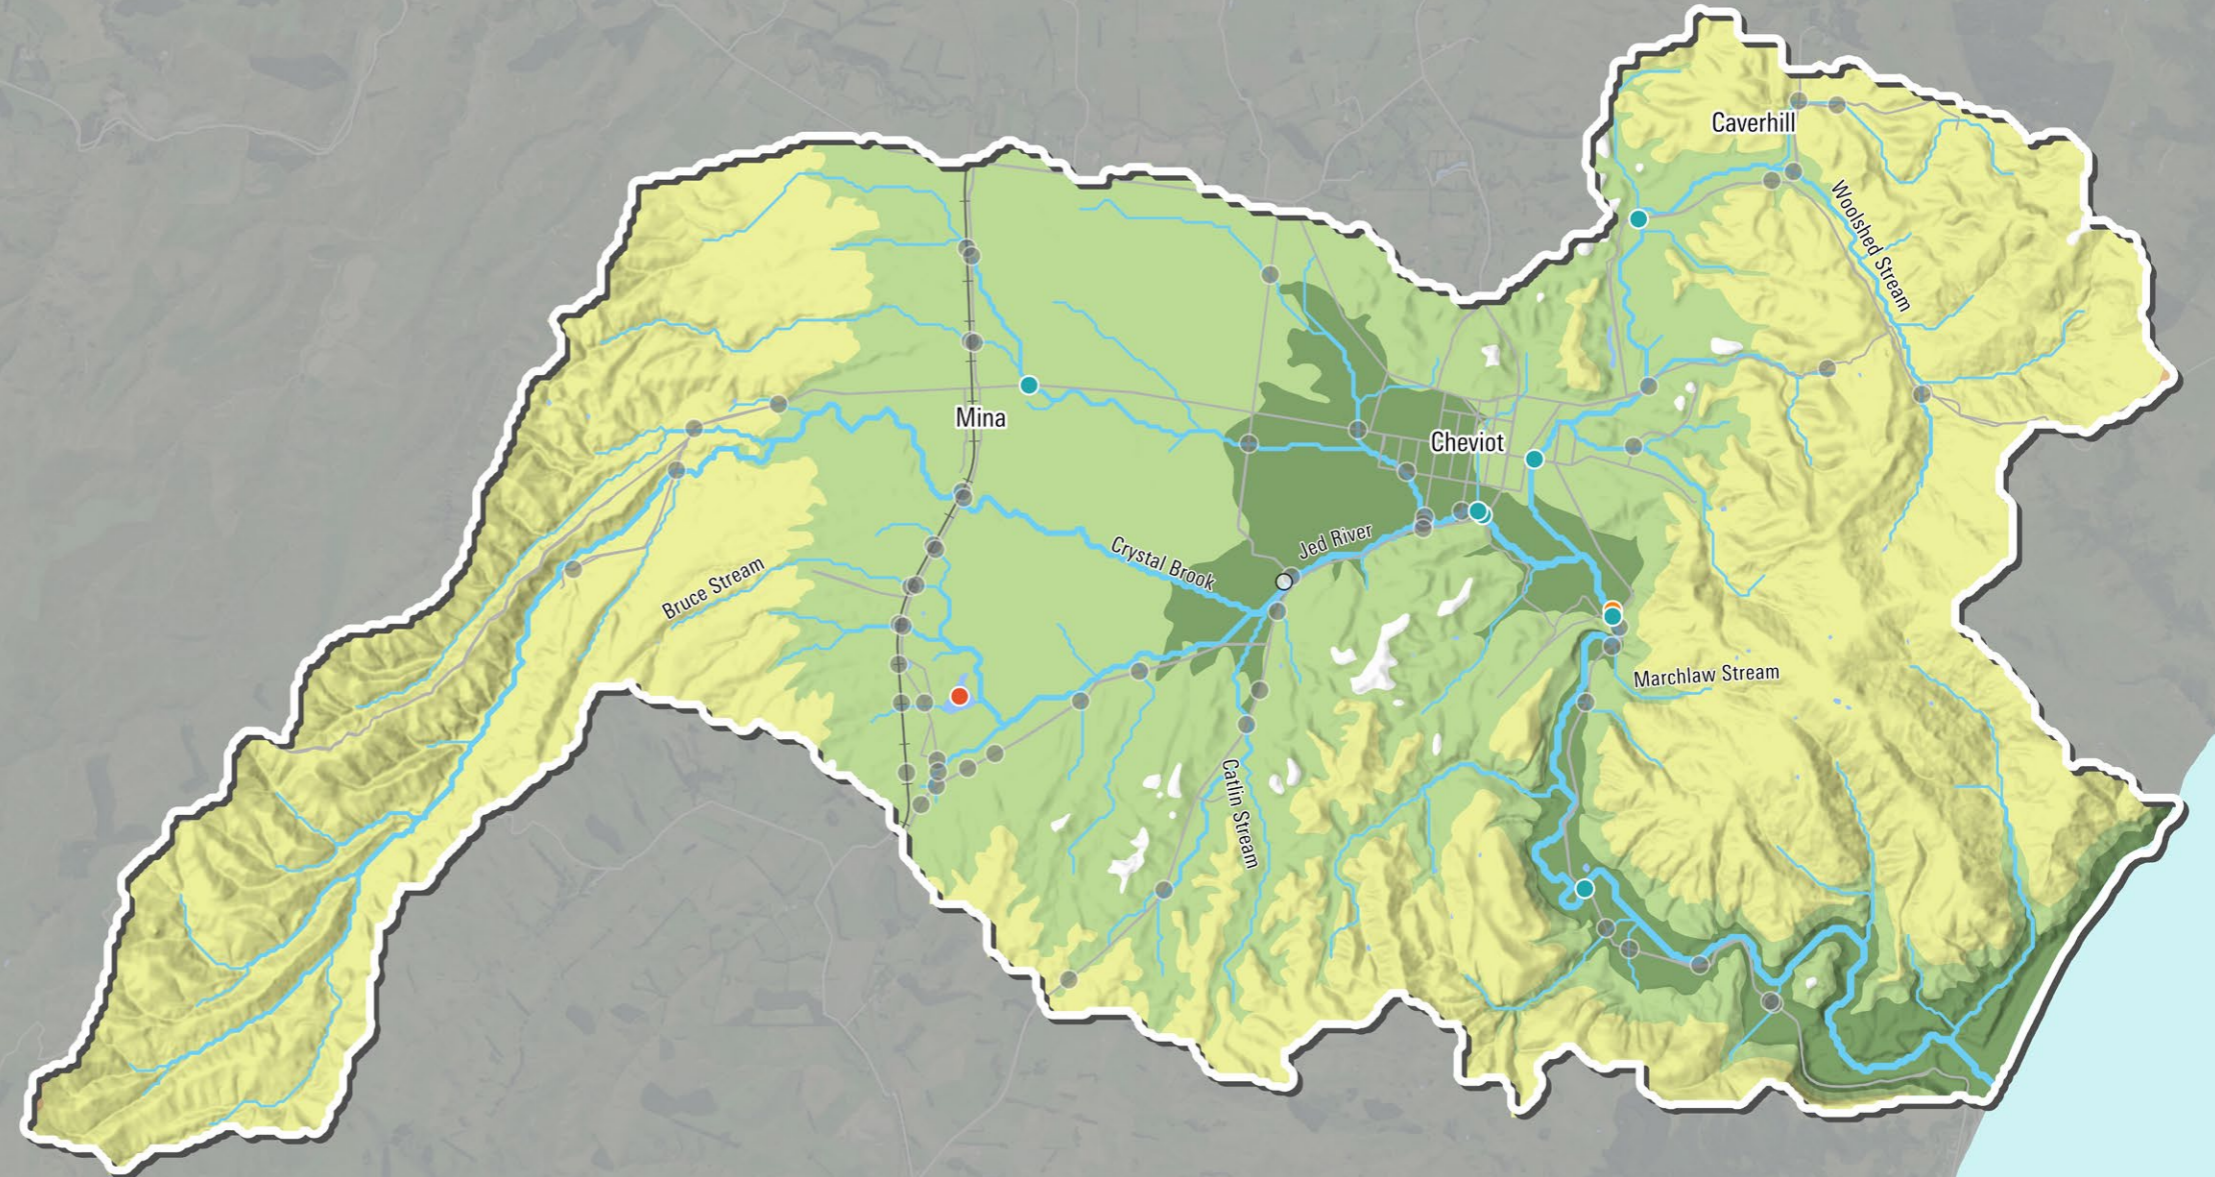 Caverhill
Woolshed Stream
Mina
Cheviot
Jed River
Crystal Brook
Bruce Stream
Marchlaw Stream
Catlin Stream